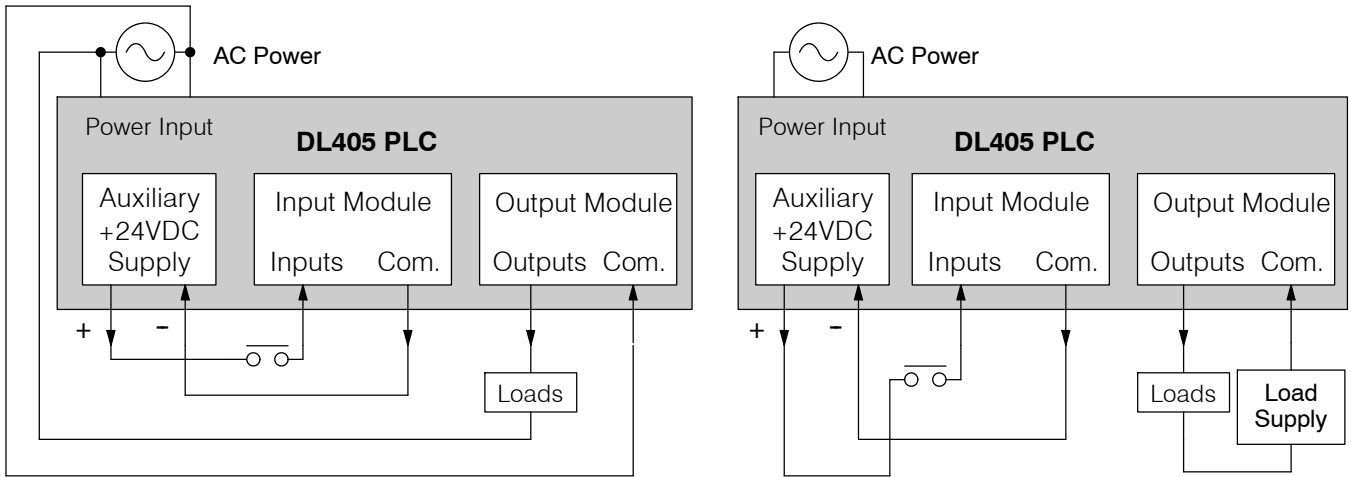 AC Power
Power Input
DL405 PLC
Auxiliary
+24VDC
Supply
Input Module
Inputs Com.
Output Module
Outputs Com.
+ -
Loads
AC Power
Power Input
DL405 PLC
Auxiliary
+24VDC
Supply
Input Module
Inputs Com.
Output Module
Outputs Com.
+ -
Loads
Load
Supply